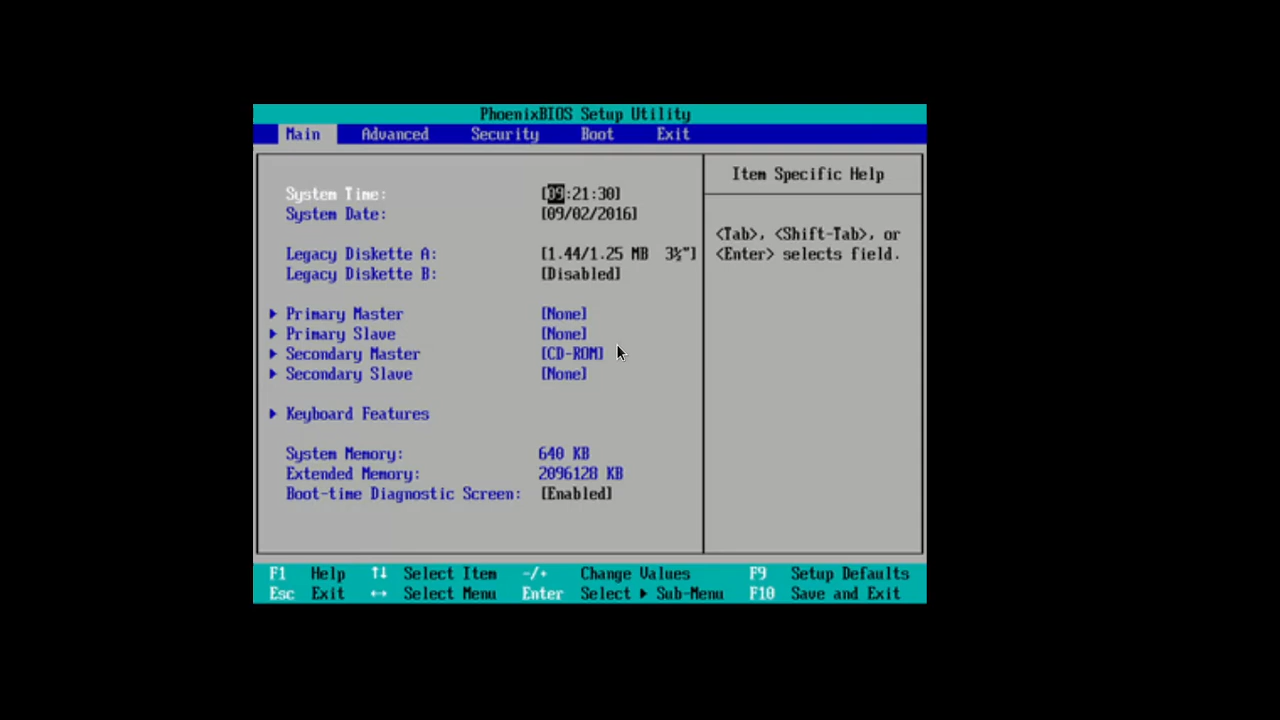 PhoenixBIOS Setup Utility
Main Advanced Security Boot Exit
Item Specific Help
System Time: [09:21:30]
System Date: [09/02/2016]
<Tab>, <Shift-Tab>, or
<Enter> selects field.
Legacy Diskette A: [1.44/1.25 MB 3½"]
Legacy Diskette B: [Disabled]
Primary Master [None]
Primary Slave [None]
Secondary Master [CD-ROM]
Secondary Slave [None]
Keyboard Features
System Memory: 640 KB
Extended Memory: 2096128 KB
Boot-time Diagnostic Screen: [Enabled]
F1 Help ↑↓ Select Item -/+ Change Values F9 Setup Defaults
Esc Exit ↔ Select Menu Enter Select ▶ Sub-Menu F10 Save and Exit